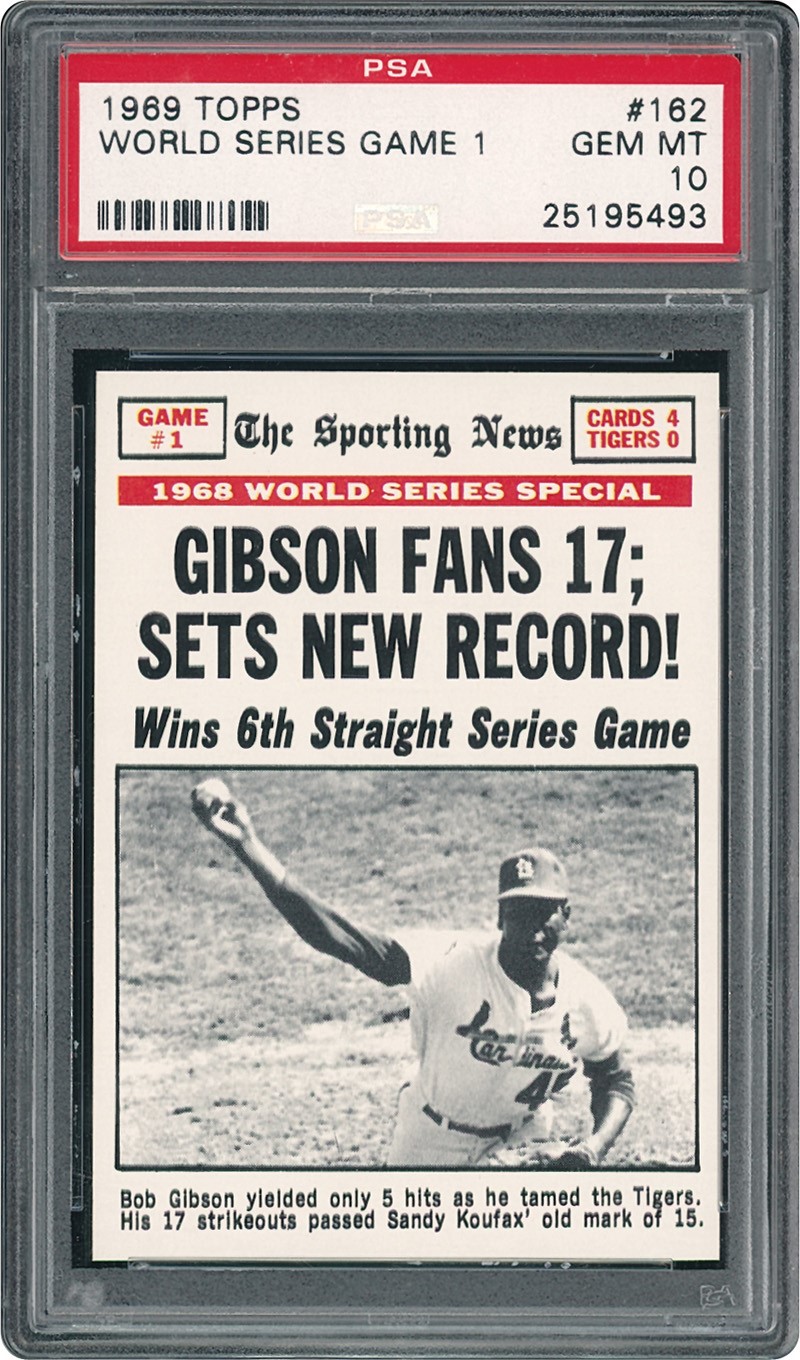 PSA
1969 TOPPS #162
WORLD SERIES GAME 1 GEM MT
10
PSA 25195493
GAME #1
The Sporting News
CARDS 4
TIGERS 0
1968 WORLD SERIES SPECIAL
GIBSON FANS 17;
SETS NEW RECORD!
Wins 6th Straight Series Game
Cardinals
45
Bob Gibson yielded only 5 hits as he tamed the Tigers.
His 17 strikeouts passed Sandy Koufax' old mark of 15.
PSA